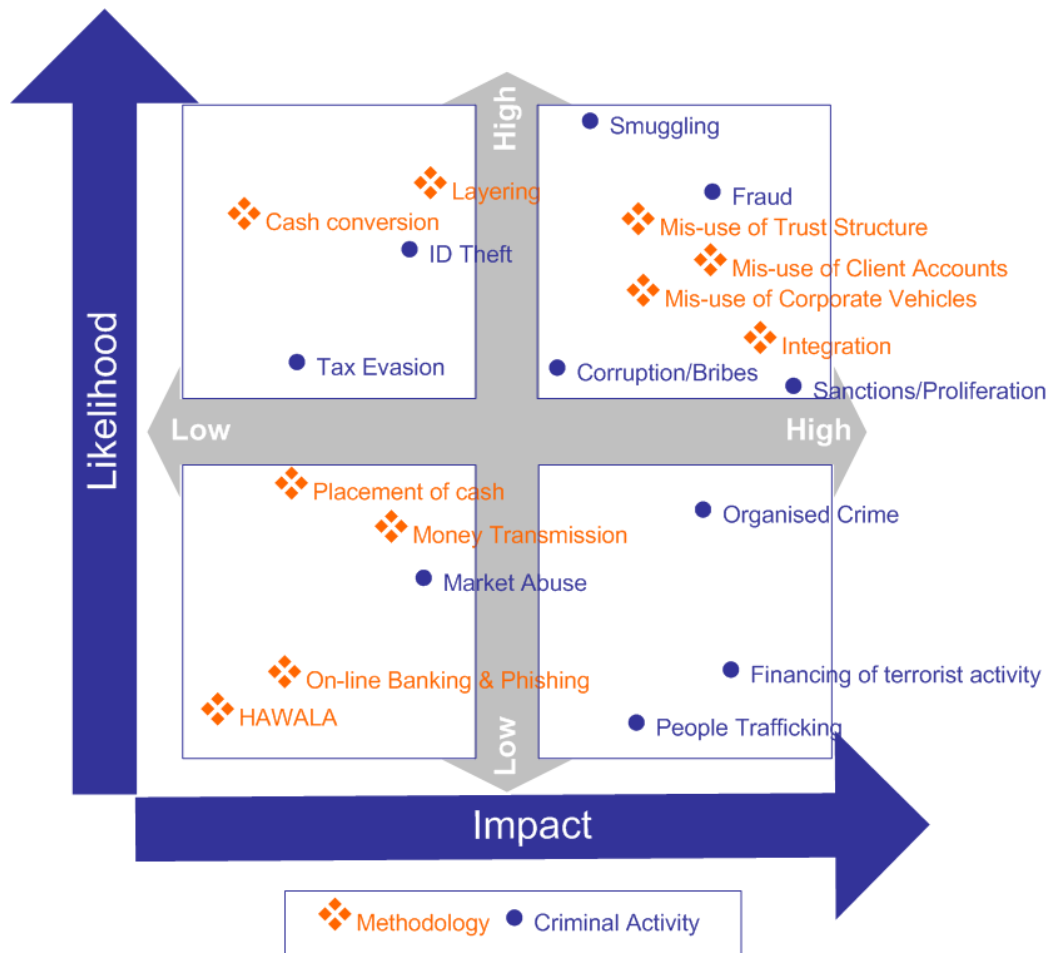 High
Smuggling
Layering
Fraud
Cash conversion
Mis-use of Trust Structure
ID Theft
Mis-use of Client Accounts
Mis-use of Corporate Vehicles
Integration
Tax Evasion
Corruption/Bribes
Sanctions/Proliferation
Likelihood
Low
High
Placement of cash
Organised Crime
Money Transmission
Market Abuse
On-line Banking & Phishing
Financing of terrorist activity
HAWALA
People Trafficking
Low
Impact
Methodology
Criminal Activity